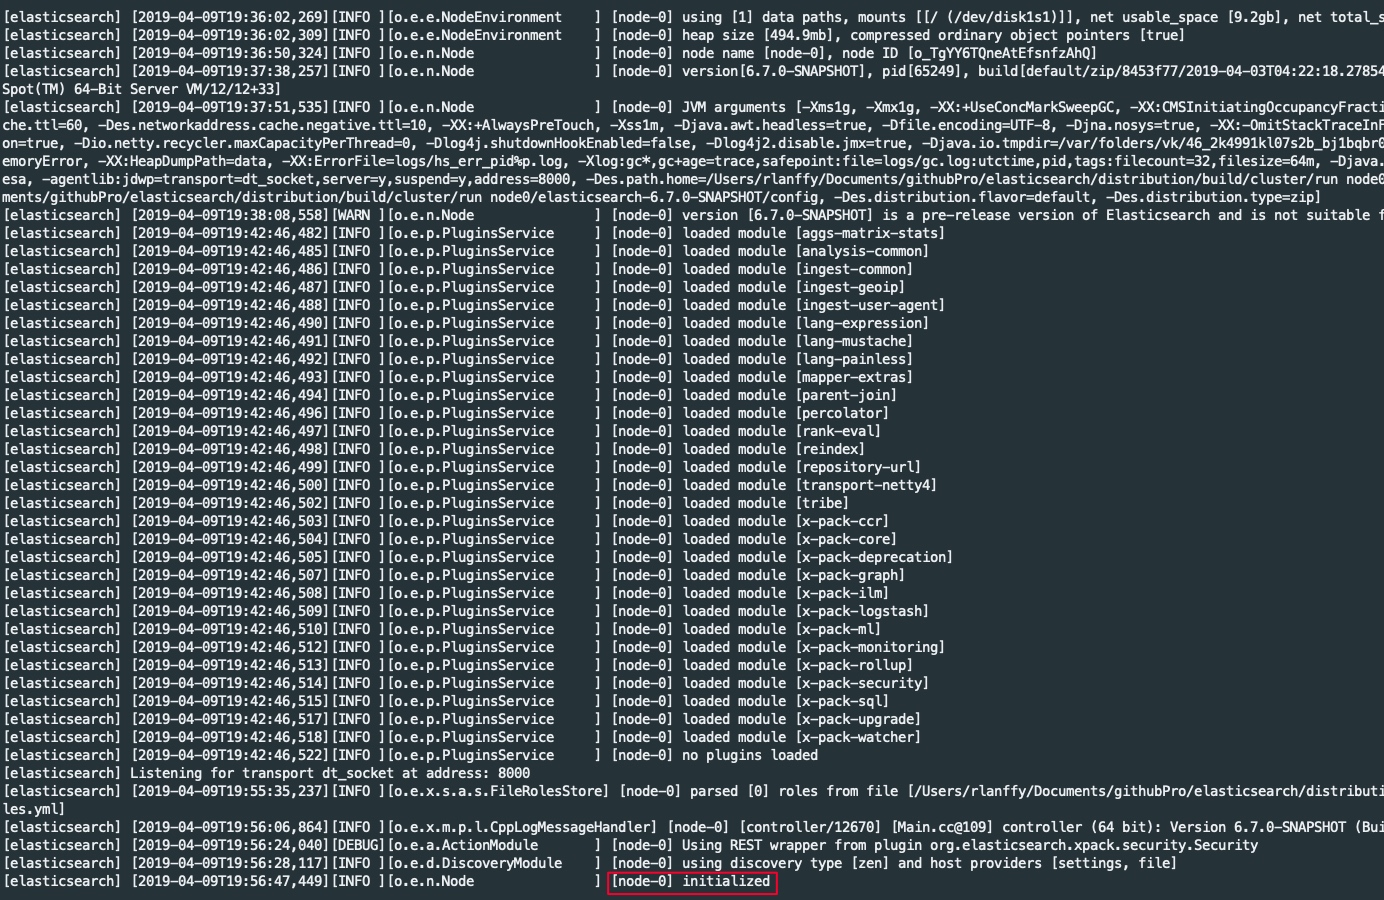 [elasticsearch] [2019-04-09T19:36:02,269][INFO ][o.e.e.NodeEnvironment    ] [node-0] using [1] data paths, mounts [[/ (/dev/disk1s1)]], net usable_space [9.2gb], net total_s
[elasticsearch] [2019-04-09T19:36:02,309][INFO ][o.e.e.NodeEnvironment    ] [node-0] heap size [494.9mb], compressed ordinary object pointers [true]
[elasticsearch] [2019-04-09T19:36:50,324][INFO ][o.e.n.Node               ] [node-0] node name [node-0], node ID [o_TgYY6TQneAtEfsnfzAhQ]
[elasticsearch] [2019-04-09T19:37:38,257][INFO ][o.e.n.Node               ] [node-0] version[6.7.0-SNAPSHOT], pid[65249], build[default/zip/8453f77/2019-04-03T04:22:18.27854
Spot(TM) 64-Bit Server VM/12/12+33]
[elasticsearch] [2019-04-09T19:37:51,535][INFO ][o.e.n.Node               ] [node-0] JVM arguments [-Xms1g, -Xmx1g, -XX:+UseConcMarkSweepGC, -XX:CMSInitiatingOccupancyFracti
che.ttl=60, -Des.networkaddress.cache.negative.ttl=10, -XX:+AlwaysPreTouch, -Xss1m, -Djava.awt.headless=true, -Dfile.encoding=UTF-8, -Djna.nosys=true, -XX:-OmitStackTraceInF
on=true, -Dio.netty.recycler.maxCapacityPerThread=0, -Dlog4j.shutdownHookEnabled=false, -Dlog4j2.disable.jmx=true, -Djava.io.tmpdir=/var/folders/vk/46_2k4991kl07s2b_bj1bqbr0
emoryError, -XX:HeapDumpPath=data, -XX:ErrorFile=logs/hs_err_pid%p.log, -Xlog:gc*,gc+age=trace,safepoint:file=logs/gc.log:utctime,pid,tags:filecount=32,filesize=64m, -Djava.
esa, -agentlib:jdwp=transport=dt_socket,server=y,suspend=y,address=8000, -Des.path.home=/Users/rlanffy/Documents/githubPro/elasticsearch/distribution/build/cluster/run node0
ments/githubPro/elasticsearch/distribution/build/cluster/run node0/elasticsearch-6.7.0-SNAPSHOT/config, -Des.distribution.flavor=default, -Des.distribution.type=zip]
[elasticsearch] [2019-04-09T19:38:08,558][WARN ][o.e.n.Node               ] [node-0] version [6.7.0-SNAPSHOT] is a pre-release version of Elasticsearch and is not suitable f
[elasticsearch] [2019-04-09T19:42:46,482][INFO ][o.e.p.PluginsService     ] [node-0] loaded module [aggs-matrix-stats]
[elasticsearch] [2019-04-09T19:42:46,485][INFO ][o.e.p.PluginsService     ] [node-0] loaded module [analysis-common]
[elasticsearch] [2019-04-09T19:42:46,486][INFO ][o.e.p.PluginsService     ] [node-0] loaded module [ingest-common]
[elasticsearch] [2019-04-09T19:42:46,487][INFO ][o.e.p.PluginsService     ] [node-0] loaded module [ingest-geoip]
[elasticsearch] [2019-04-09T19:42:46,488][INFO ][o.e.p.PluginsService     ] [node-0] loaded module [ingest-user-agent]
[elasticsearch] [2019-04-09T19:42:46,490][INFO ][o.e.p.PluginsService     ] [node-0] loaded module [lang-expression]
[elasticsearch] [2019-04-09T19:42:46,491][INFO ][o.e.p.PluginsService     ] [node-0] loaded module [lang-mustache]
[elasticsearch] [2019-04-09T19:42:46,492][INFO ][o.e.p.PluginsService     ] [node-0] loaded module [lang-painless]
[elasticsearch] [2019-04-09T19:42:46,493][INFO ][o.e.p.PluginsService     ] [node-0] loaded module [mapper-extras]
[elasticsearch] [2019-04-09T19:42:46,494][INFO ][o.e.p.PluginsService     ] [node-0] loaded module [parent-join]
[elasticsearch] [2019-04-09T19:42:46,496][INFO ][o.e.p.PluginsService     ] [node-0] loaded module [percolator]
[elasticsearch] [2019-04-09T19:42:46,497][INFO ][o.e.p.PluginsService     ] [node-0] loaded module [rank-eval]
[elasticsearch] [2019-04-09T19:42:46,498][INFO ][o.e.p.PluginsService     ] [node-0] loaded module [reindex]
[elasticsearch] [2019-04-09T19:42:46,499][INFO ][o.e.p.PluginsService     ] [node-0] loaded module [repository-url]
[elasticsearch] [2019-04-09T19:42:46,500][INFO ][o.e.p.PluginsService     ] [node-0] loaded module [transport-netty4]
[elasticsearch] [2019-04-09T19:42:46,502][INFO ][o.e.p.PluginsService     ] [node-0] loaded module [tribe]
[elasticsearch] [2019-04-09T19:42:46,503][INFO ][o.e.p.PluginsService     ] [node-0] loaded module [x-pack-ccr]
[elasticsearch] [2019-04-09T19:42:46,504][INFO ][o.e.p.PluginsService     ] [node-0] loaded module [x-pack-core]
[elasticsearch] [2019-04-09T19:42:46,505][INFO ][o.e.p.PluginsService     ] [node-0] loaded module [x-pack-deprecation]
[elasticsearch] [2019-04-09T19:42:46,507][INFO ][o.e.p.PluginsService     ] [node-0] loaded module [x-pack-graph]
[elasticsearch] [2019-04-09T19:42:46,508][INFO ][o.e.p.PluginsService     ] [node-0] loaded module [x-pack-ilm]
[elasticsearch] [2019-04-09T19:42:46,509][INFO ][o.e.p.PluginsService     ] [node-0] loaded module [x-pack-logstash]
[elasticsearch] [2019-04-09T19:42:46,510][INFO ][o.e.p.PluginsService     ] [node-0] loaded module [x-pack-ml]
[elasticsearch] [2019-04-09T19:42:46,512][INFO ][o.e.p.PluginsService     ] [node-0] loaded module [x-pack-monitoring]
[elasticsearch] [2019-04-09T19:42:46,513][INFO ][o.e.p.PluginsService     ] [node-0] loaded module [x-pack-rollup]
[elasticsearch] [2019-04-09T19:42:46,514][INFO ][o.e.p.PluginsService     ] [node-0] loaded module [x-pack-security]
[elasticsearch] [2019-04-09T19:42:46,515][INFO ][o.e.p.PluginsService     ] [node-0] loaded module [x-pack-sql]
[elasticsearch] [2019-04-09T19:42:46,517][INFO ][o.e.p.PluginsService     ] [node-0] loaded module [x-pack-upgrade]
[elasticsearch] [2019-04-09T19:42:46,518][INFO ][o.e.p.PluginsService     ] [node-0] loaded module [x-pack-watcher]
[elasticsearch] [2019-04-09T19:42:46,522][INFO ][o.e.p.PluginsService     ] [node-0] no plugins loaded
[elasticsearch] Listening for transport dt_socket at address: 8000
[elasticsearch] [2019-04-09T19:55:35,237][INFO ][o.e.x.s.a.s.FileRolesStore] [node-0] parsed [0] roles from file [/Users/rlanffy/Documents/githubPro/elasticsearch/distributi
les.yml]
[elasticsearch] [2019-04-09T19:56:06,864][INFO ][o.e.x.m.p.l.CppLogMessageHandler] [node-0] [controller/12670] [Main.cc@109] controller (64 bit): Version 6.7.0-SNAPSHOT (Bui
[elasticsearch] [2019-04-09T19:56:24,040][DEBUG][o.e.a.ActionModule       ] [node-0] Using REST wrapper from plugin org.elasticsearch.xpack.security.Security
[elasticsearch] [2019-04-09T19:56:28,117][INFO ][o.e.d.DiscoveryModule    ] [node-0] using discovery type [zen] and host providers [settings, file]
[elasticsearch] [2019-04-09T19:56:47,449][INFO ][o.e.n.Node               ] [node-0] initialized